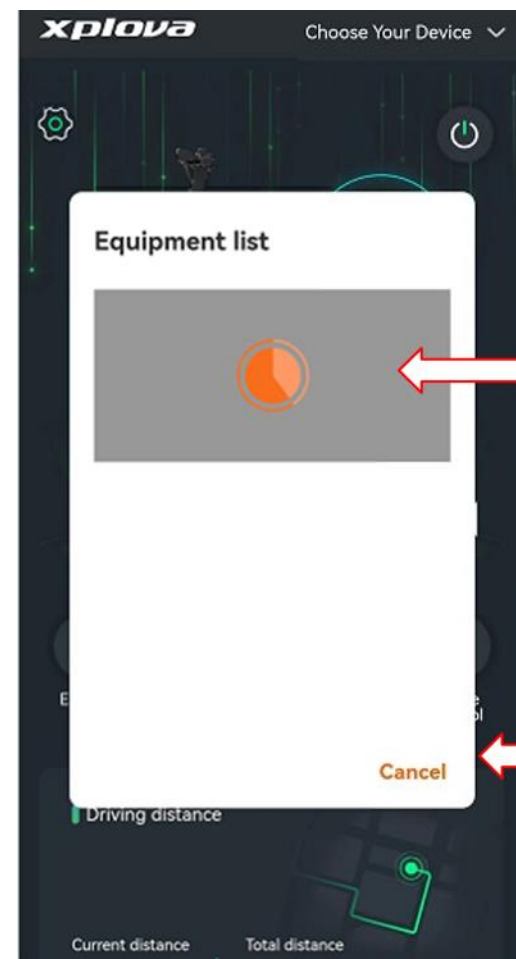 xplova
Choose Your Device
Equipment list
Cancel
Driving distance
Current distance
Total distance